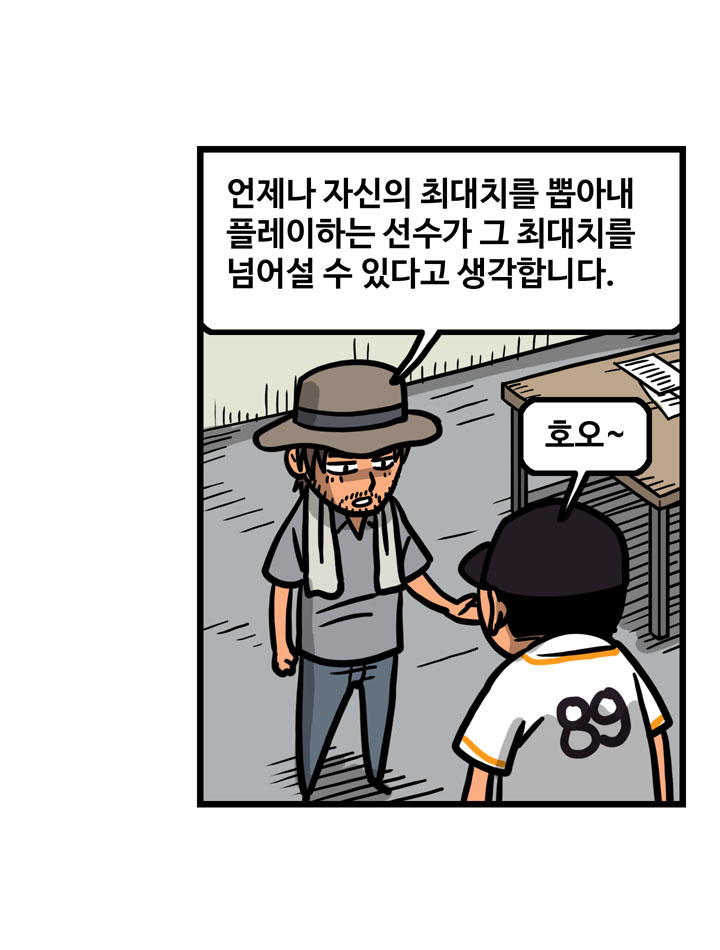 언제나 자신의 최대치를 뽑아내
플레이하는 선수가 그 최대치를
넘어설 수 있다고 생각합니다.
호오~
89